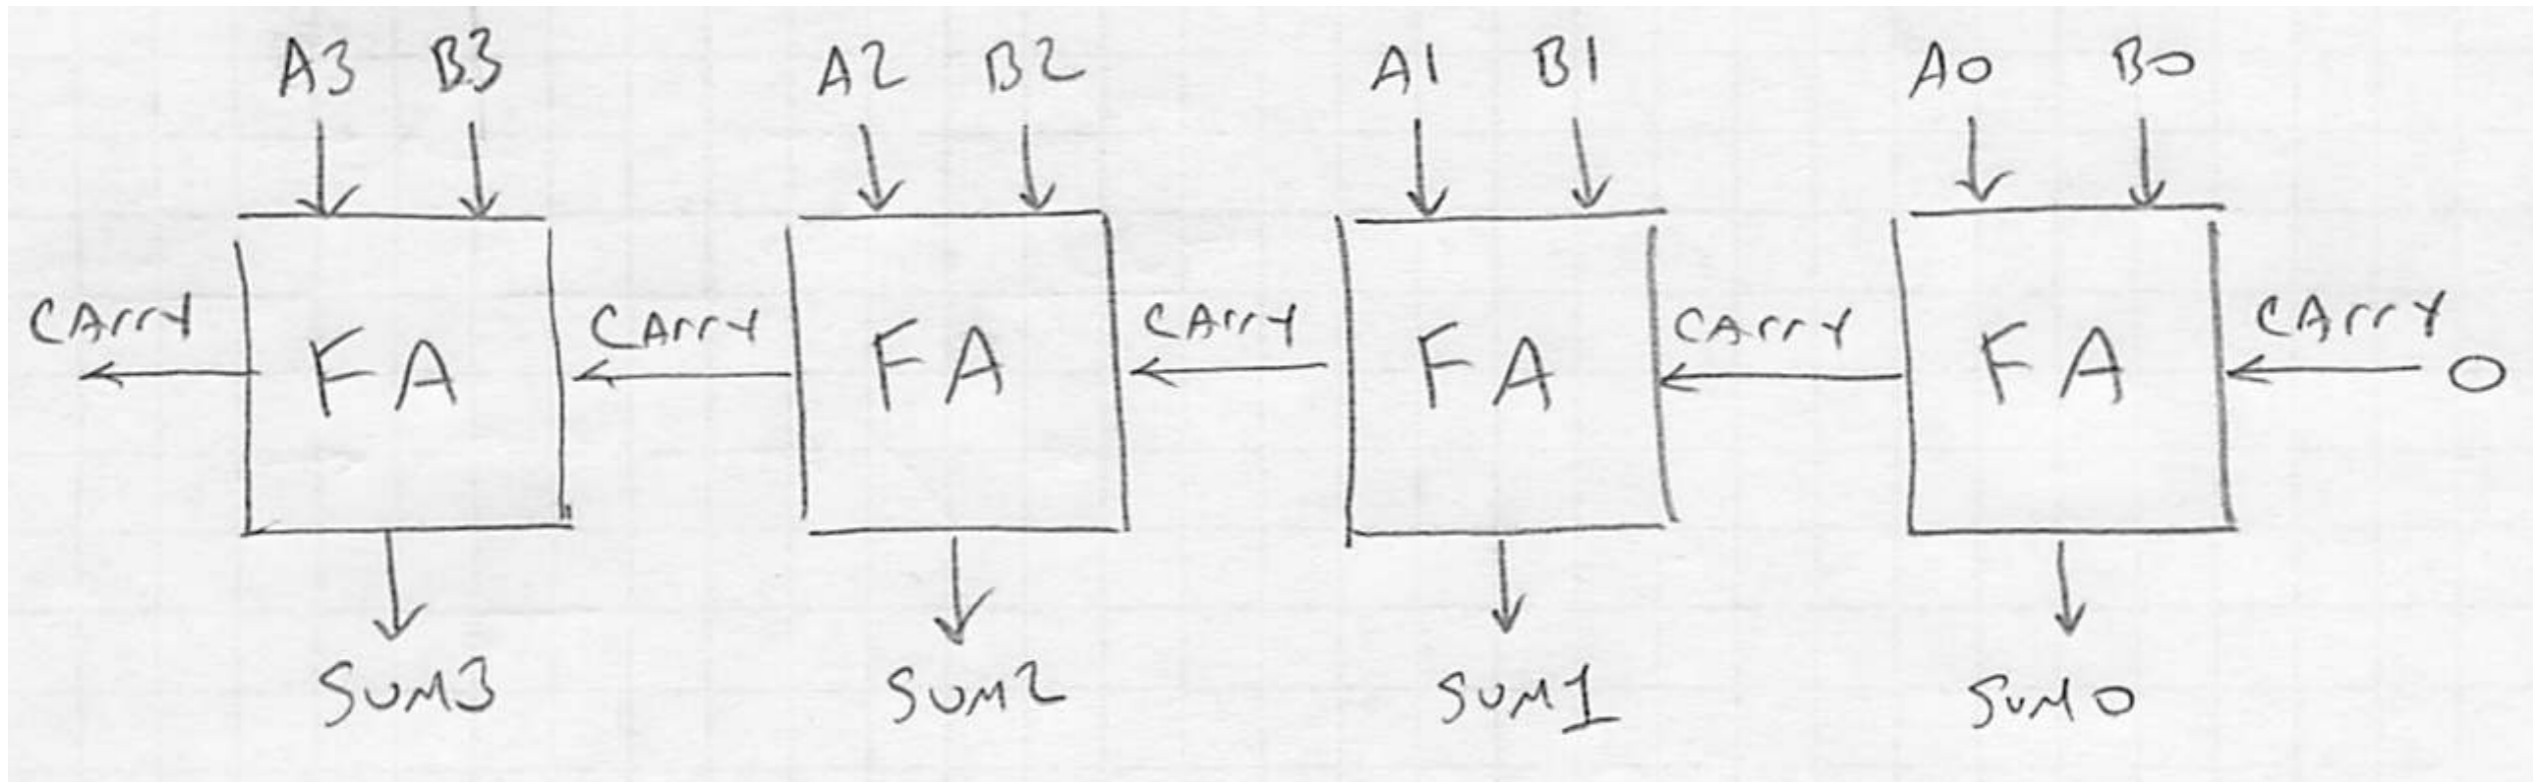 A3 B3 A2 B2 A1 B1 A0 B0
CArrY CArrY CArrY CArrY CArrY
FA FA FA FA 0
SUM3 SUM2 SUM1 SUM0